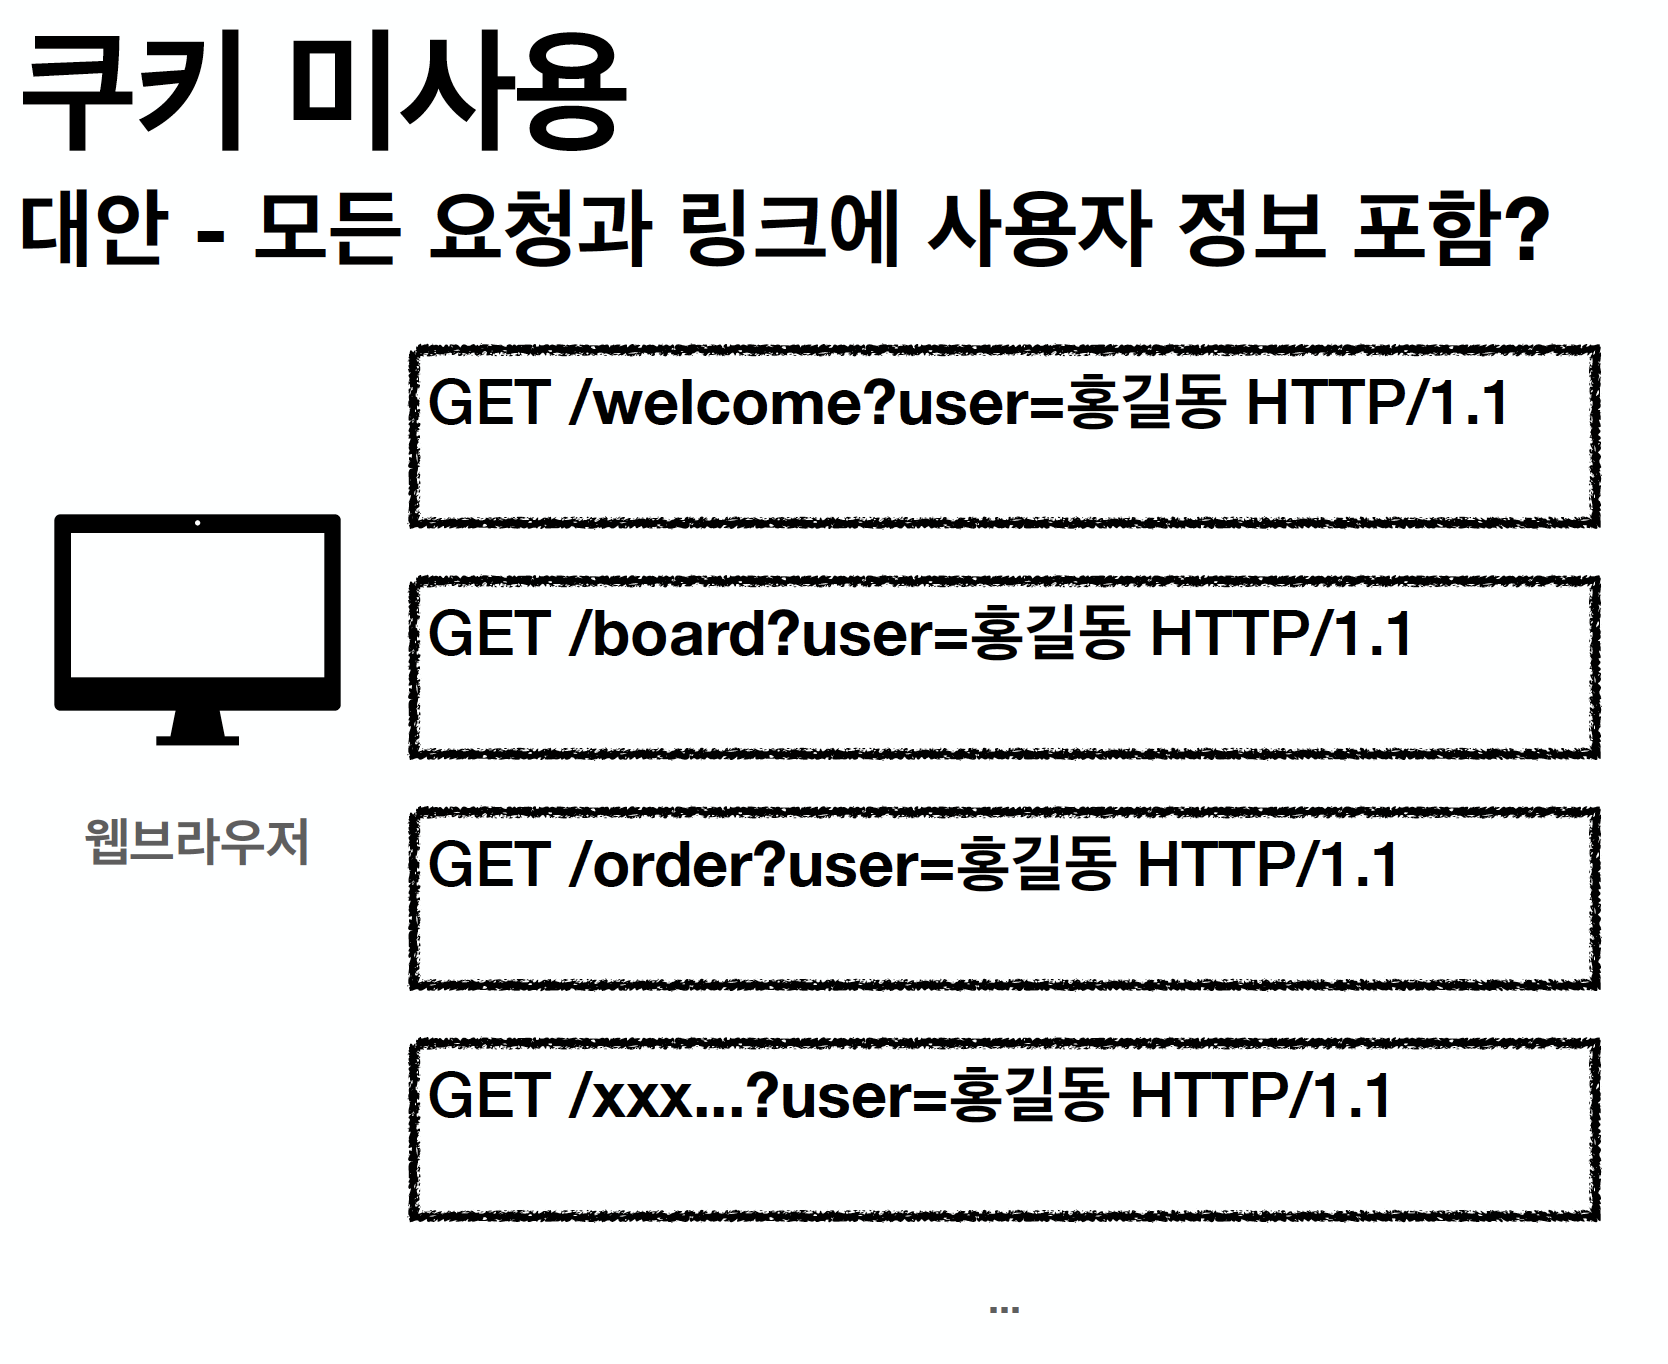 쿠키 미사용
대안 - 모든 요청과 링크에 사용자 정보 포함?
GET /welcome?user=홍길동 HTTP/1.1
GET /board?user=홍길동 HTTP/1.1
웹브라우저
GET /order?user=홍길동 HTTP/1.1
GET /xxx...?user=홍길동 HTTP/1.1
...